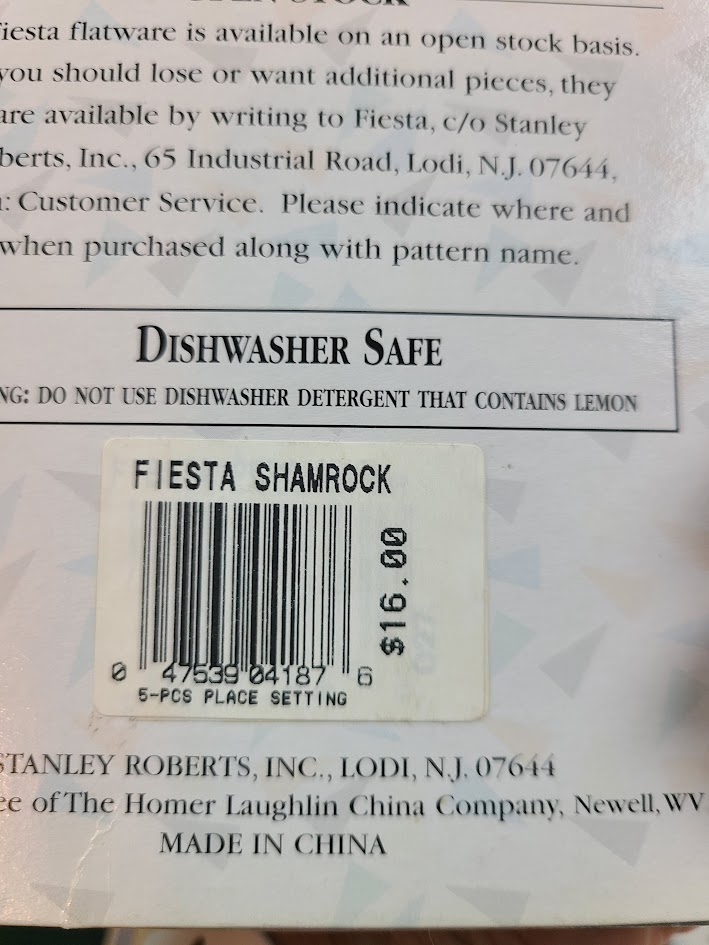 iesta flatware is available on an open stock basis.
you should lose or want additional pieces, they
are available by writing to Fiesta, c/o Stanley
berts, Inc., 65 Industrial Road, Lodi, N.J. 07644,
: Customer Service. Please indicate where and
when purchased along with pattern name.
DISHWASHER SAFE
NG: DO NOT USE DISHWASHER DETERGENT THAT CONTAINS LEMON
FIESTA SHAMROCK
$16.00
0 47539 04187 6
5-PCS PLACE SETTING
STANLEY ROBERTS, INC., LODI, N.J. 07644
ee of The Homer Laughlin China Company, Newell, WV
MADE IN CHINA